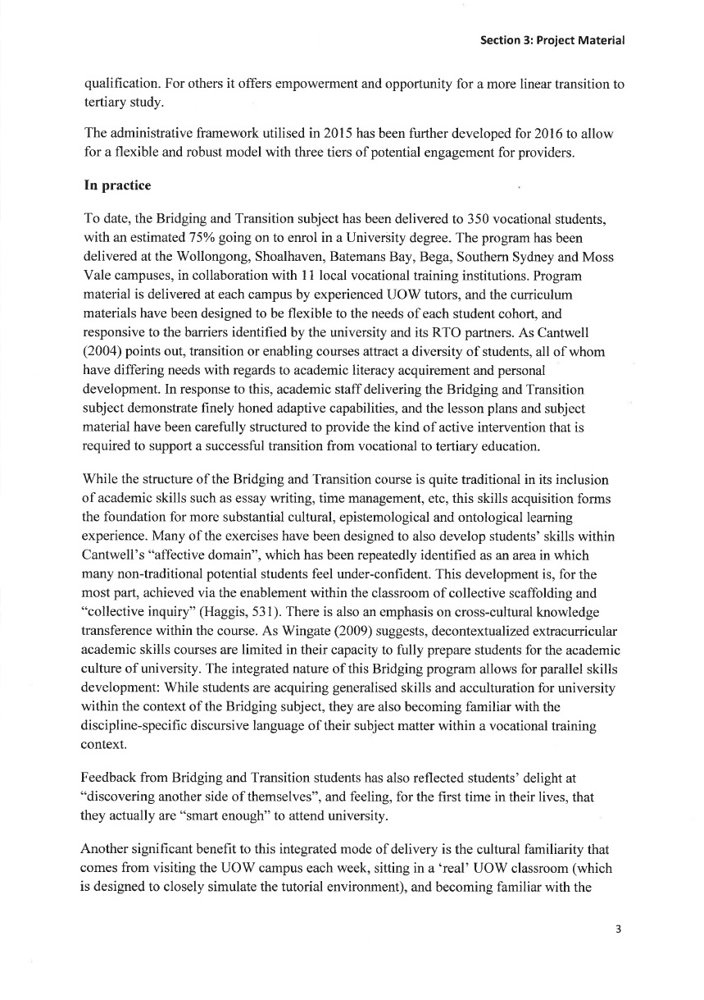 Section 3: Project Material
qualification. For others it offers empowerment and opportunity for a more linear transition to
tertiary study.
The administrative framework utilised in 2015 has been further developed for 2016 to allow
for a flexible and robust model with three tiers of potential engagement for providers.
In practice
To date, the Bridging and Transition subject has been delivered to 350 vocational students,
with an estimated 75% going on to enrol in a University degree. The program has been
delivered at the Wollongong, Shoalhaven, Batemans Bay, Bega, Southern Sydney and Moss
Vale campuses, in collaboration with 11 local vocational training institutions. Program
material is delivered at each campus by experienced UOW tutors, and the curriculum
materials have been designed to be flexible to the needs of each student cohort, and
responsive to the barriers identified by the university and its RTO partners. As Cantwell
(2004) points out, transition or enabling courses attract a diversity of students, all of whom
have differing needs with regards to academic literacy acquirement and personal
development. In response to this, academic staff delivering the Bridging and Transition
subject demonstrate finely honed adaptive capabilities, and the lesson plans and subject
material have been carefully structured to provide the kind of active intervention that is
required to support a successful transition from vocational to tertiary education.
While the structure of the Bridging and Transition course is quite traditional in its inclusion
of academic skills such as essay writing, time management, etc, this skills acquisition forms
the foundation for more substantial cultural, epistemological and ontological learning
experience. Many of the exercises have been designed to also develop students’ skills within
Cantwell’s “affective domain”, which has been repeatedly identified as an area in which
many non-traditional potential students feel under-confident. This development is, for the
most part, achieved via the enablement within the classroom of collective scaffolding and
“collective inquiry” (Haggis, 531). There is also an emphasis on cross-cultural knowledge
transference within the course. As Wingate (2009) suggests, decontextualized extracurricular
academic skills courses are limited in their capacity to fully prepare students for the academic
culture of university. The integrated nature of this Bridging program allows for parallel skills
development: While students are acquiring generalised skills and acculturation for university
within the context of the Bridging subject, they are also becoming familiar with the
discipline-specific discursive language of their subject matter within a vocational training
context.
Feedback from Bridging and Transition students has also reflected students’ delight at
“discovering another side of themselves”, and feeling, for the first time in their lives, that
they actually are “smart enough” to attend university.
Another significant benefit to this integrated mode of delivery is the cultural familiarity that
comes from visiting the UOW campus each week, sitting in a ‘real’ UOW classroom (which
is designed to closely simulate the tutorial environment), and becoming familiar with the
3